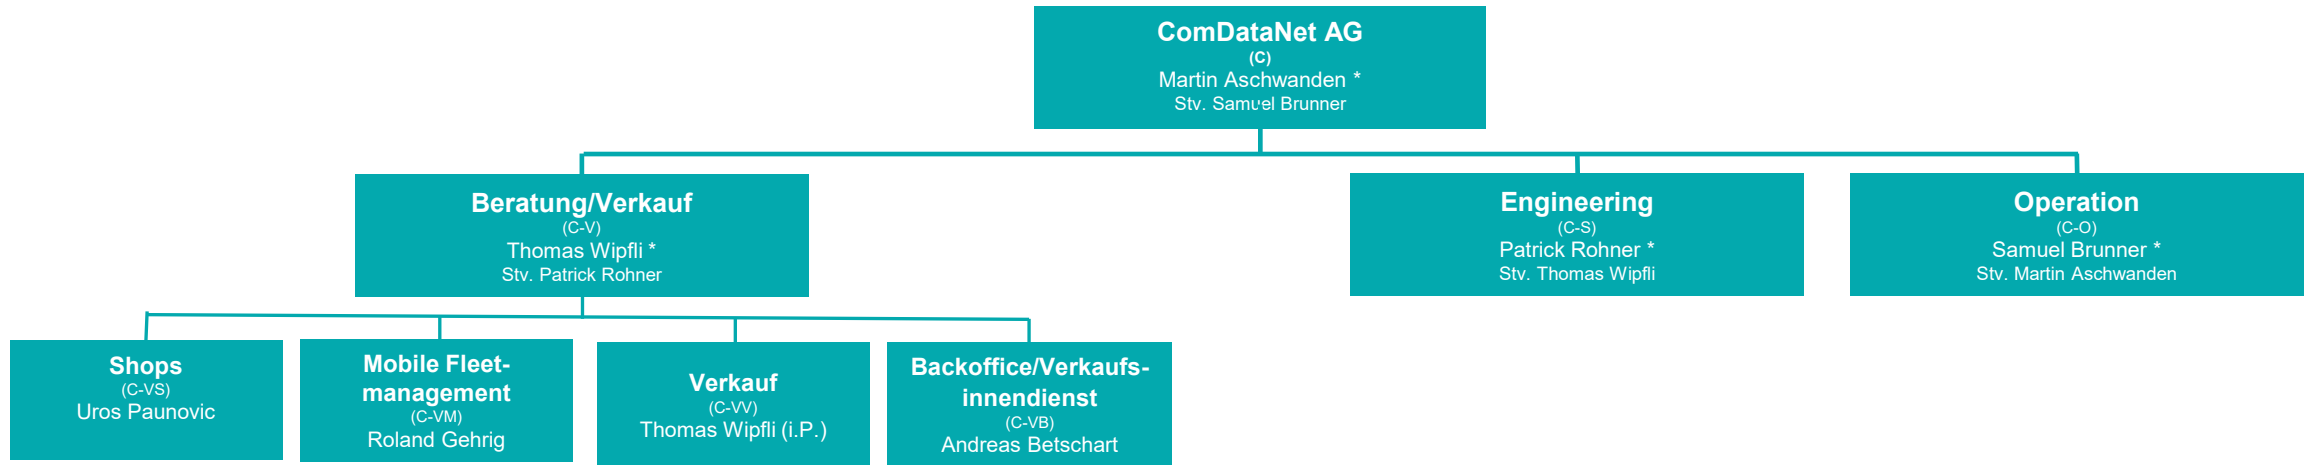 ComDataNet AG
(C)
Martin Aschwanden *
Stv. Samuel Brunner
Beratung/Verkauf
(C-V)
Thomas Wipfli *
Stv. Patrick Rohner
Engineering
(C-S)
Patrick Rohner *
Stv. Thomas Wipfli
Operation
(C-O)
Samuel Brunner *
Stv. Martin Aschwanden
Shops
(C-VS)
Uros Paunovic
Mobile Fleet-
management
(C-VM)
Roland Gehrig
Verkauf
(C-VV)
Thomas Wipfli (i.P.)
Backoffice/Verkaufs-
innendienst
(C-VB)
Andreas Betschart